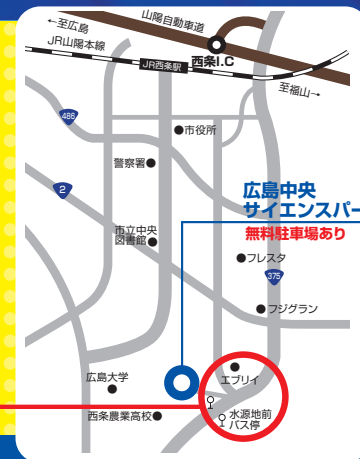 ←至広島
山陽自動車道
JR山陽本線
JR西条駅
西条I.C
至福山→
486
市役所
警察署
2
広島中央
サイエンスパー
無料駐車場あり
市立中央
図書館
フレスタ
375
フジグラン
エブリイ
広島大学
水源地前
バス停
西条農業高校